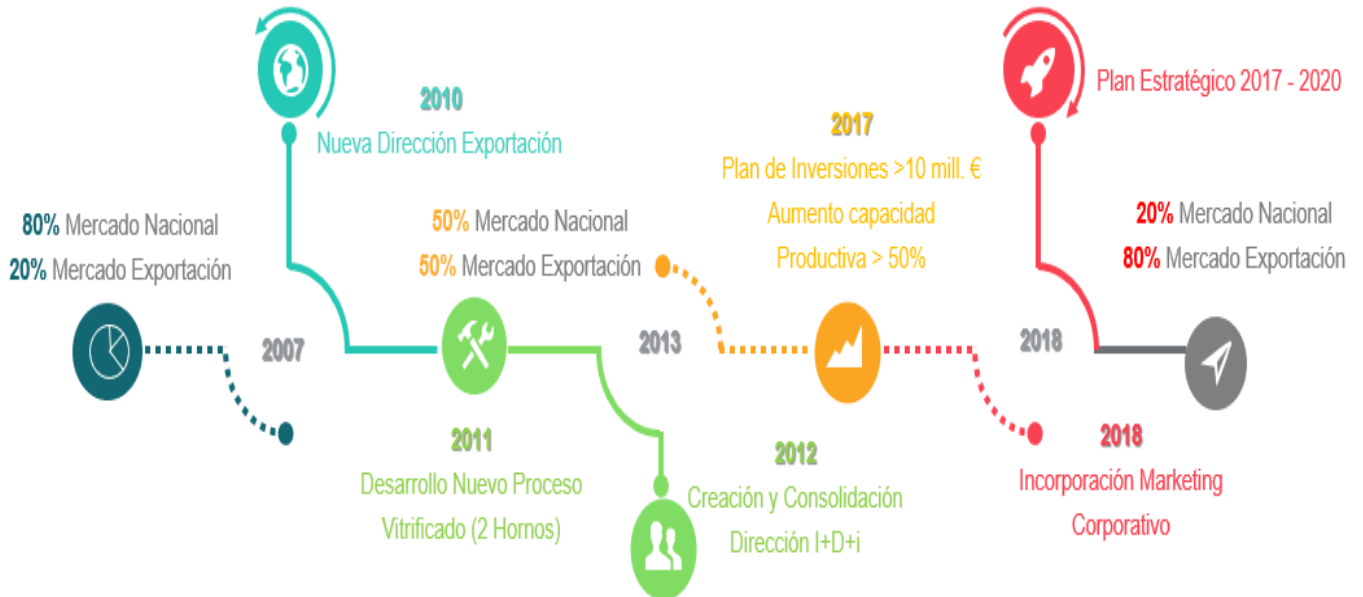 80% Mercado Nacional
20% Mercado Exportación
2007
2010
Nueva Dirección Exportación
2011
Desarrollo Nuevo Proceso
Vitrificado (2 Hornos)
50% Mercado Nacional
50% Mercado Exportación
2013
2012
Creación y Consolidación
Dirección I+D+i
2017
Plan de Inversiones >10 mill. €
Aumento capacidad
Productiva > 50%
Plan Estratégico 2017 - 2020
2018
2018
Incorporación Marketing
Corporativo
20% Mercado Nacional
80% Mercado Exportación